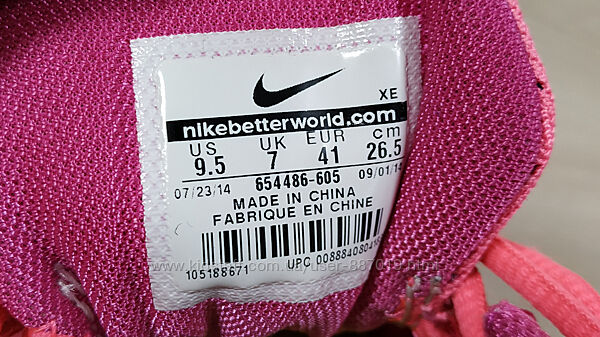 XE
nikebetterworld.com
US UK EUR cm
9.5 7 41 26.5
07/23/14 654486-605 09/01/14
MADE IN CHINA
FABRIQUE EN CHINE
105188671 UPC